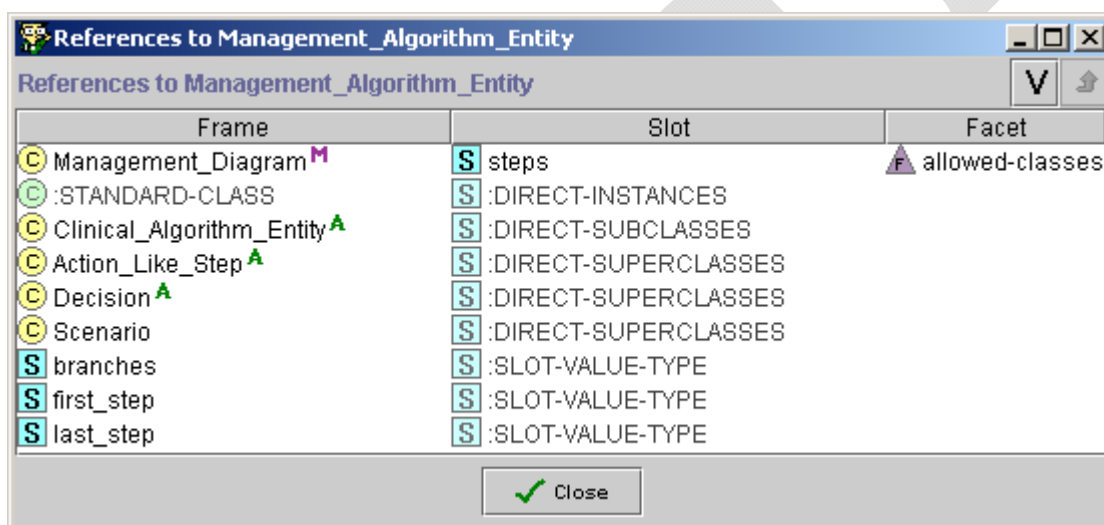 References to Management_Algorithm_Entity
References to Management_Algorithm_Entity V
Frame Slot Facet
C Management_Diagram M S steps F allowed-classes
C :STANDARD-CLASS S :DIRECT-INSTANCES
C Clinical_Algorithm_Entity A S :DIRECT-SUBCLASSES
C Action_Like_Step A S :DIRECT-SUPERCLASSES
C Decision A S :DIRECT-SUPERCLASSES
C Scenario S :DIRECT-SUPERCLASSES
S branches S :SLOT-VALUE-TYPE
S first_step S :SLOT-VALUE-TYPE
S last_step S :SLOT-VALUE-TYPE
Close